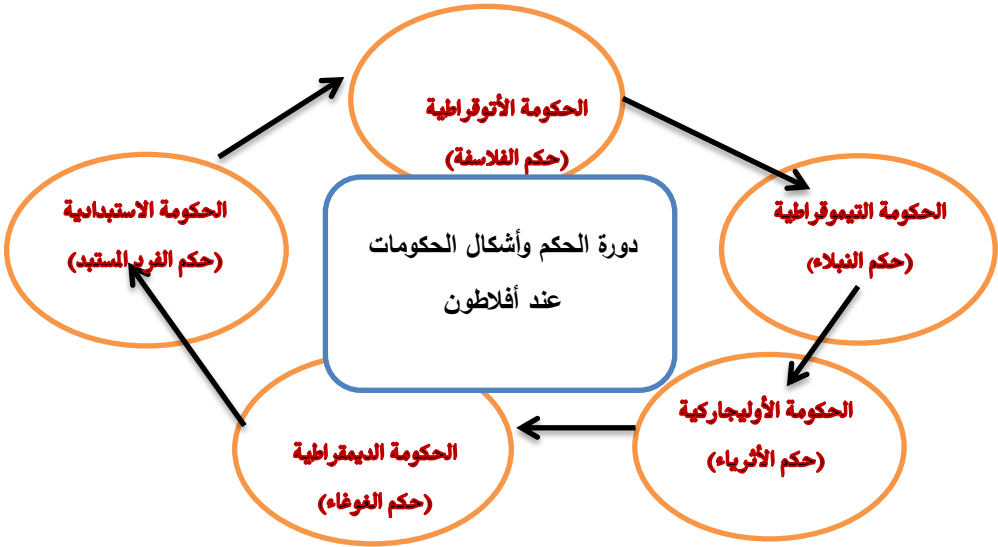 الحكومة الأتوقراطية
(حكم الفلاسفة)
الحكومة التيموقراطية
(حكم النبلاء)
الحكومة الأوليجاركية
(حكم الأثرياء)
الحكومة الديمقراطية
(حكم الغوغاء)
الحكومة الاستبدادية
(حكم الفرد المستبد)
دورة الحكم وأشكال الحكومات
عند أفلاطون